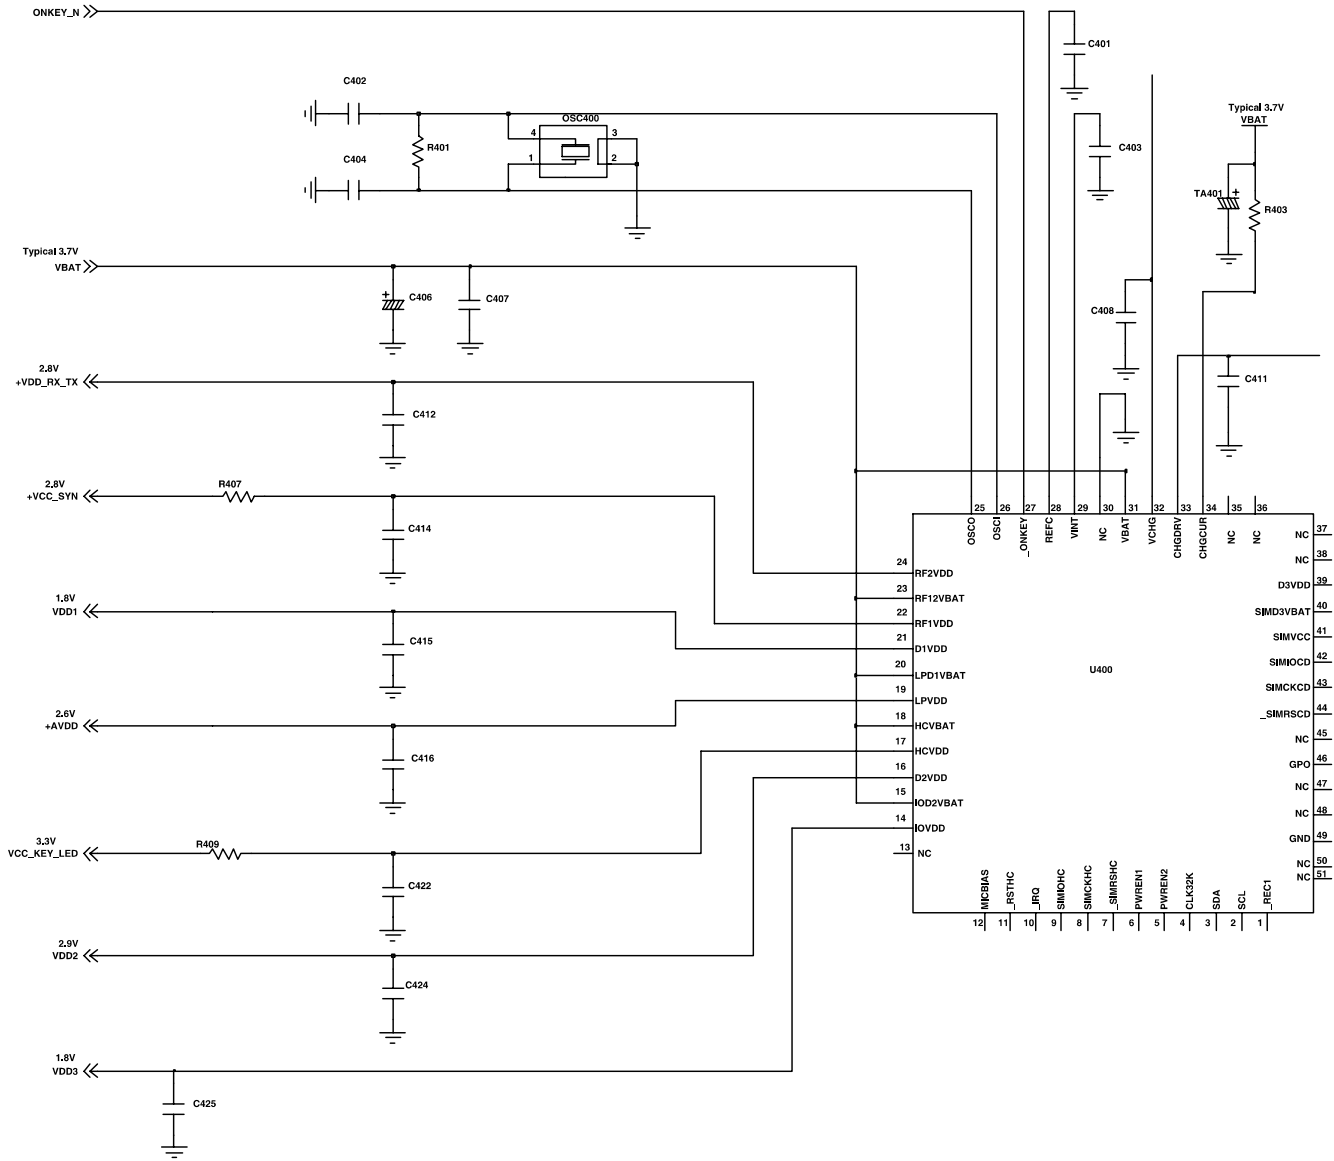 ONKEY_N
C401
C402
Typical 3.7V
VBAT
OSC400
4
3
R401
C403
1
2
C404
TA401
+
R403
Typical 3.7V
VBAT
+
C406
C407
C408
2.8V
+VDD_RX_TX
C411
C412
2.8V
+VCC_SYN
R407
C414
25
26
27
28
29
30
31
32
33
34
35
36
OSCO
OSCI
_ONKEY
REFC
VINT
NC
VBAT
VCHG
CHGDRV
CHGCUR
NC
NC
NC 37
NC 38
D3VDD 39
SIMD3VBAT 40
SIMVCC 41
SIMIOCD 42
SIMCKCD 43
_SIMRSCD 44
NC 45
GPO 46
NC 47
NC 48
GND 49
NC 50
NC 51
24 RF2VDD
23 RF12VBAT
22 RF1VDD
21 D1VDD
20 LPD1VBAT
19 LPVDD
18 HCVBAT
17 HCVDD
16 D2VDD
15 IOD2VBAT
14 IOVDD
13 NC
U400
1.8V
VDD1
C415
2.6V
+AVDD
C416
3.3V
VCC_KEY_LED
R409
C422
MICBIAS
_RSTHC
_IRQ
SIMIOHC
SIMCKHC
_SIMRSHC
PWREN1
PWREN2
CLK32K
SDA
SCL
_REC1
12
11
10
9
8
7
6
5
4
3
2
1
2.9V
VDD2
C424
1.8V
VDD3
C425